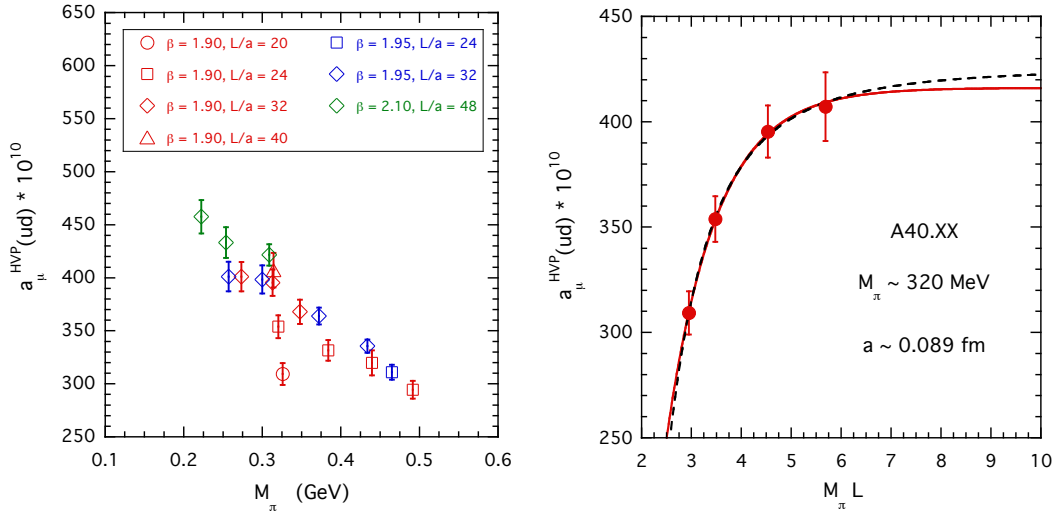 650
600
550
500
450
400
350
300
250
a_μ^HVP(ud) * 10^10
β = 1.90, L/a = 20
β = 1.90, L/a = 24
β = 1.90, L/a = 32
β = 1.90, L/a = 40
β = 1.95, L/a = 24
β = 1.95, L/a = 32
β = 2.10, L/a = 48
0.1 0.2 0.3 0.4 0.5 0.6
M_π (GeV)
450
400
350
300
250
a_μ^HVP(ud) * 10^10
A40.XX
M_π ~ 320 MeV
a ~ 0.089 fm
2 3 4 5 6 7 8 9 10
M_π L